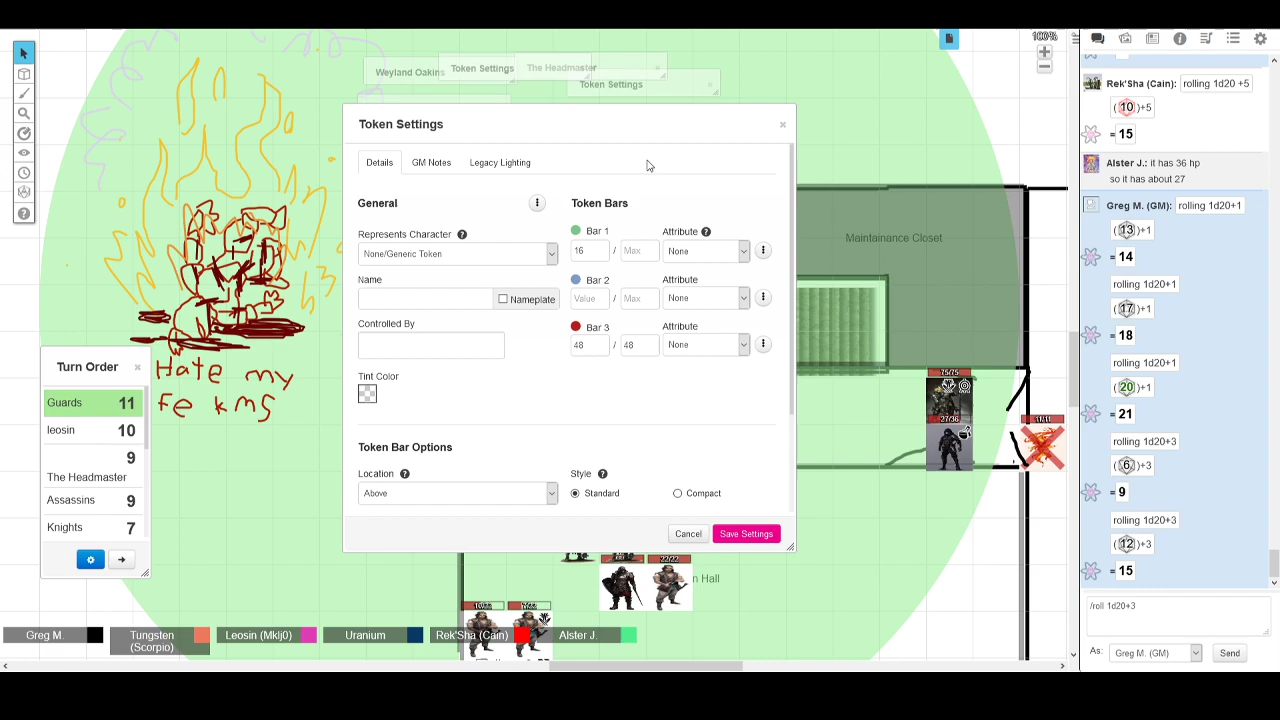 100%
Weyland Oakins
Token Settings
The Headmaster
Token Settings
Token Settings
Details
GM Notes
Legacy Lighting
General
Token Bars
Represents Character
None/Generic Token
Bar 1
Attribute
16 / Max
None
Name
Nameplate
Bar 2
Attribute
Value / Max
None
Controlled By
Bar 3
Attribute
48 / 48
None
Tint Color
Token Bar Options
Location
Style
Above
Standard
Compact
Cancel
Save Settings
Hate my
Fe kms
Turn Order
Guards 11
leosin 10
9
The Headmaster
Assassins 9
Knights 7
Maintainance Closet
75/75
27/36
11/11
22/22
n Hall
Greg M.
Tungsten
(Scorpio)
Leosin (Mklj0)
Uranium
Rek'Sha (Cain)
Alster J.
Rek'Sha (Cain): rolling 1d20 +5
(10)+5
= 15
Alster J.: it has 36 hp
so it has about 27
Greg M. (GM): rolling 1d20+1
(13)+1
= 14
rolling 1d20+1
(17)+1
= 18
rolling 1d20+1
(20)+1
= 21
rolling 1d20+3
(6)+3
= 9
rolling 1d20+3
(12)+3
= 15
/roll 1d20+3
As: Greg M. (GM)
Send